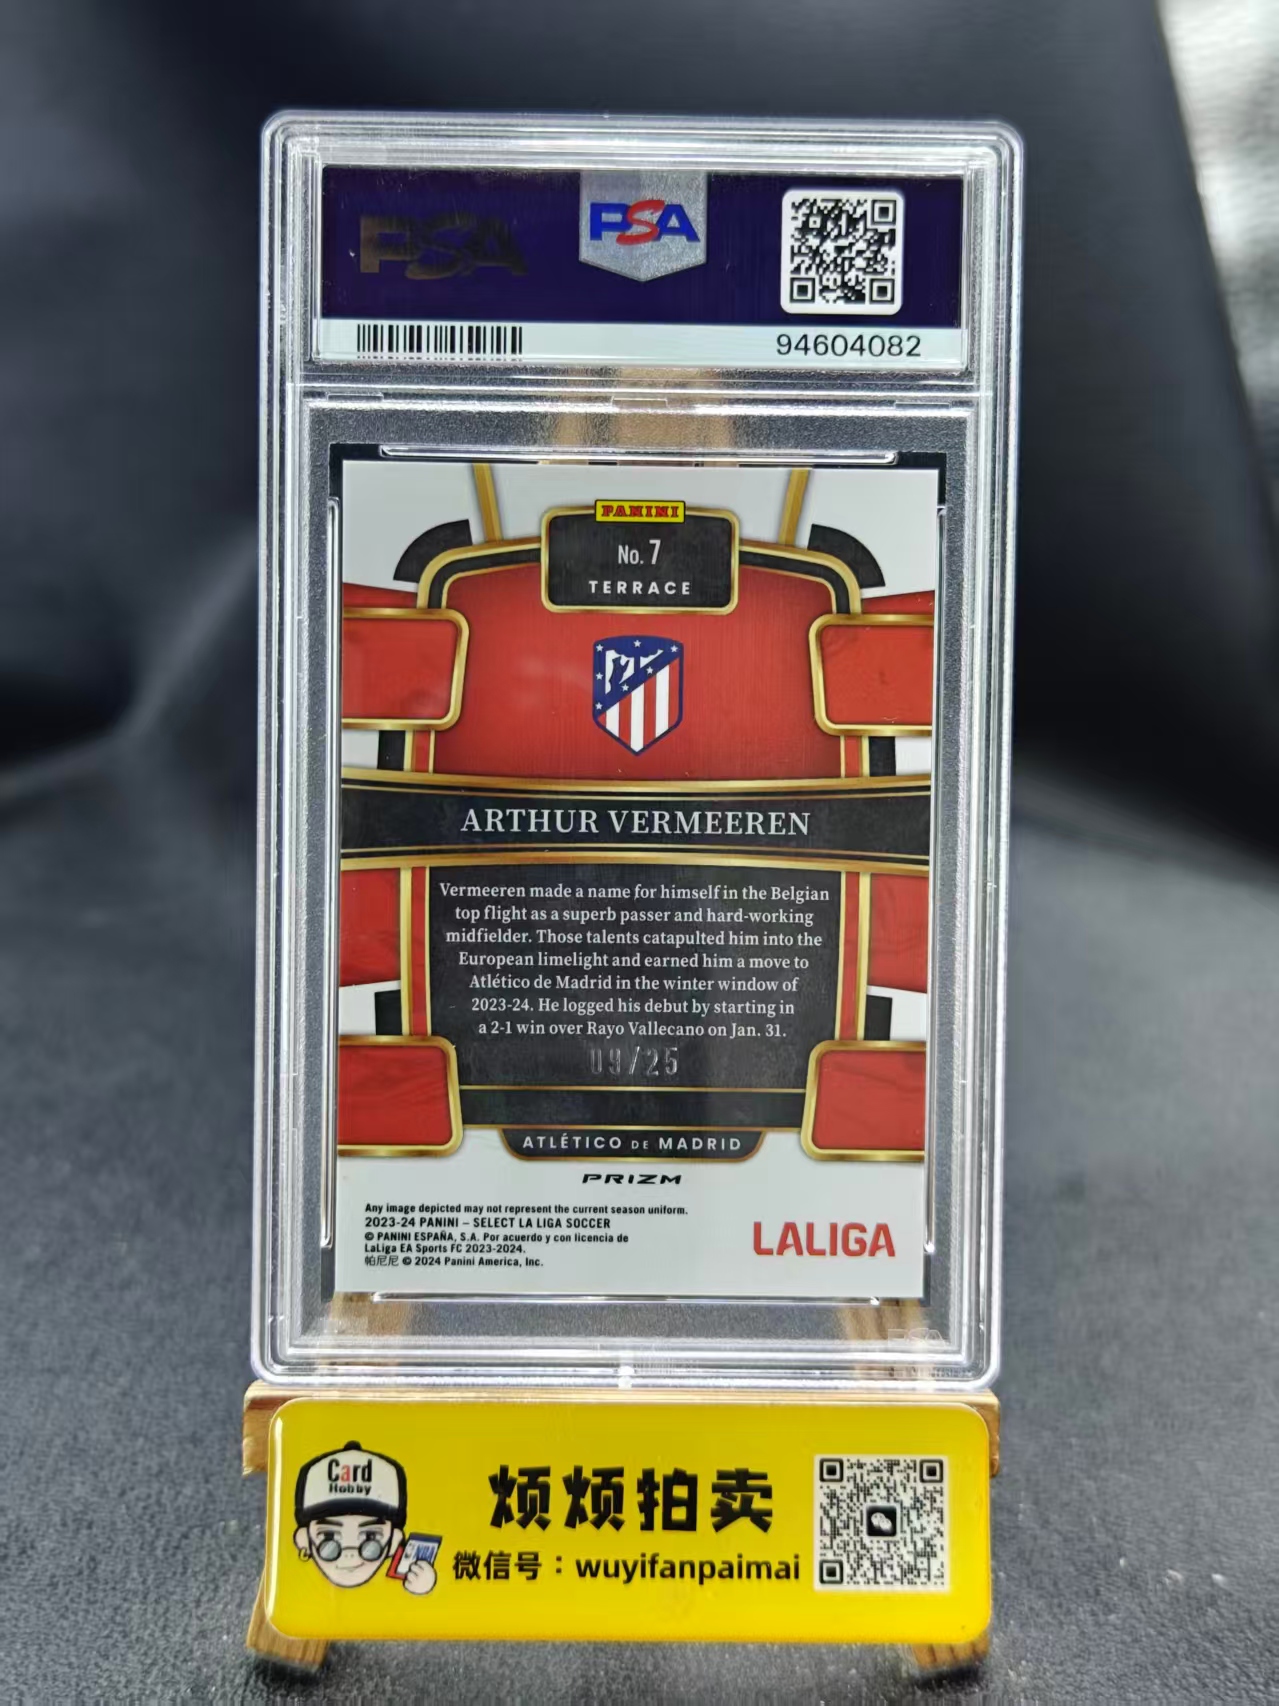 PSA
PSA
94604082
PANINI
No. 7
TERRACE
ARTHUR VERMEEREN
Vermeeren made a name for himself in the Belgian
top flight as a superb passer and hard-working
midfielder. Those talents catapulted him into the
European limelight and earned him a move to
Atlético de Madrid in the winter window of
2023-24. He logged his debut by starting in
a 2-1 win over Rayo Vallecano on Jan. 31.
09/25
ATLÉTICO DE MADRID
PRIZM
Any image depicted may not represent the current season uniform.
2023-24 PANINI – SELECT LA LIGA SOCCER
© PANINI ESPAÑA, S.A. Por acuerdo y con licencia de
LaLiga EA Sports FC 2023-2024.
帕尼尼 © 2024 Panini America, Inc.
LALIGA
PSA
Card
Hobby
NBA
烦烦拍卖
微信号：wuyifanpaimai